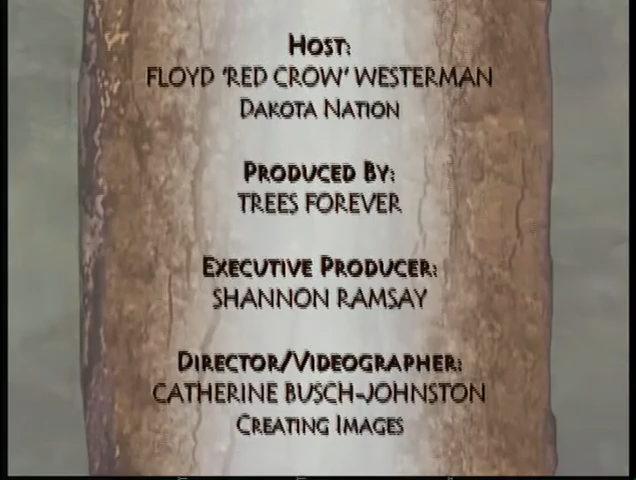 HOST:
FLOYD 'RED CROW' WESTERMAN
DAKOTA NATION
PRODUCED BY:
TREES FOREVER
EXECUTIVE PRODUCER:
SHANNON RAMSAY
DIRECTOR/VIDEOGRAPHER:
CATHERINE BUSCH-JOHNSTON
CREATING IMAGES